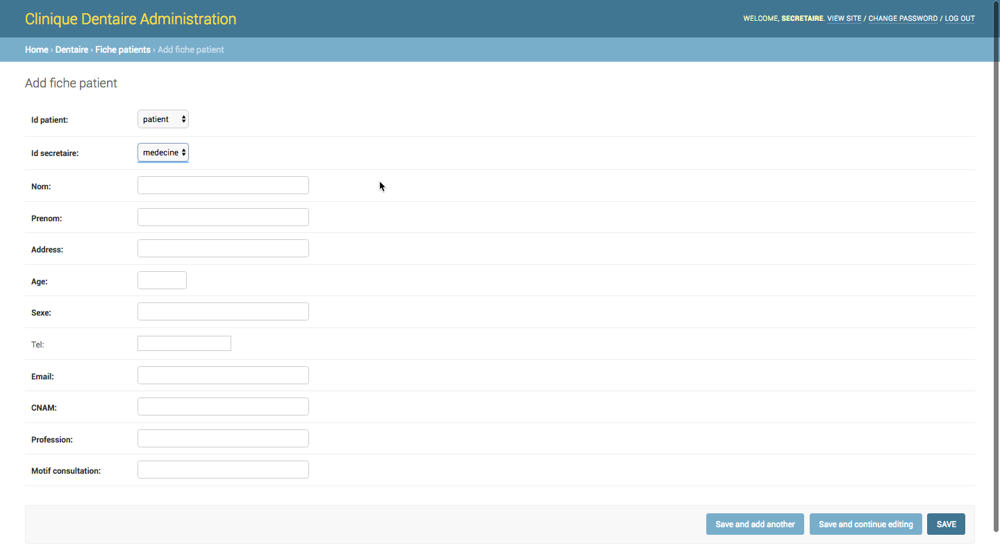 Clinique Dentaire Administration
WELCOME, SECRETAIRE. VIEW SITE / CHANGE PASSWORD / LOG OUT
Home › Dentaire › Fiche patients › Add fiche patient
Add fiche patient
Id patient: patient
Id secretaire: medecine
Nom:
Prenom:
Address:
Age:
Sexe:
Tel:
Email:
CNAM:
Profession:
Motif consultation:
Save and add another Save and continue editing SAVE